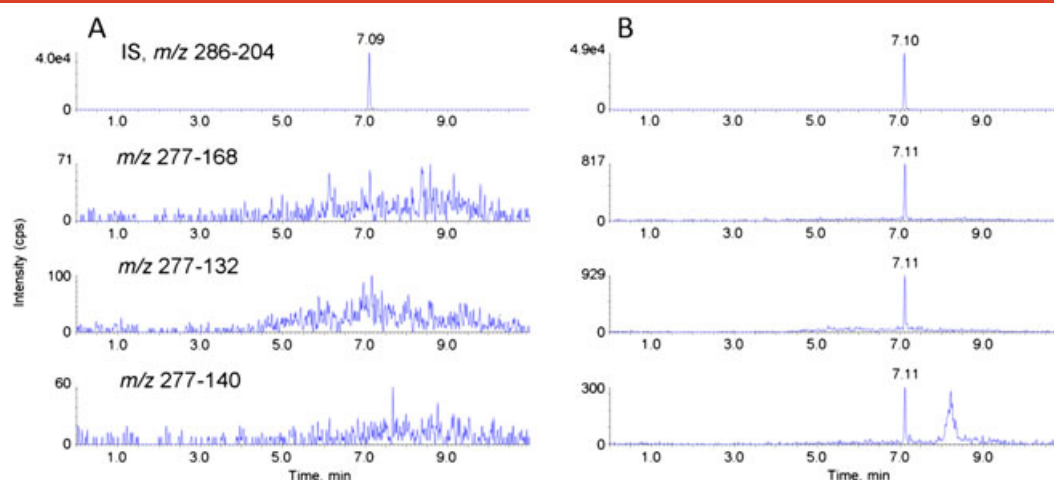 A
IS, m/z 286-204
7.09
4.0e4
0
1.0 3.0 5.0 7.0 9.0
m/z 277-168
71
0
1.0 3.0 5.0 7.0 9.0
m/z 277-132
100
0
1.0 3.0 5.0 7.0 9.0
m/z 277-140
60
0
1.0 3.0 5.0 7.0 9.0
Time, min
Intensity (cps)
B
7.10
4.9e4
0
1.0 3.0 5.0 7.0 9.0
7.11
817
0
1.0 3.0 5.0 7.0 9.0
7.11
929
0
1.0 3.0 5.0 7.0 9.0
7.11
300
0
1.0 3.0 5.0 7.0 9.0
Time, min